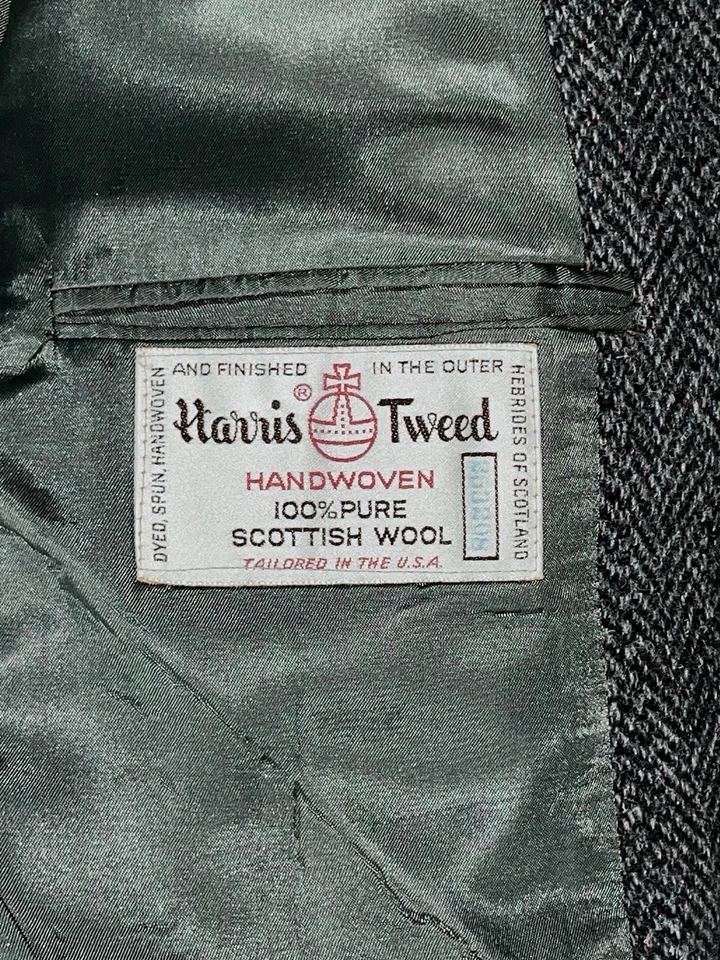 DYED, SPUN, HANDWOVEN
AND FINISHED IN THE OUTER
HEBRIDES OF SCOTLAND
Harris ® Tweed
HANDWOVEN
100% PURE
SCOTTISH WOOL
TAILORED IN THE U.S.A.